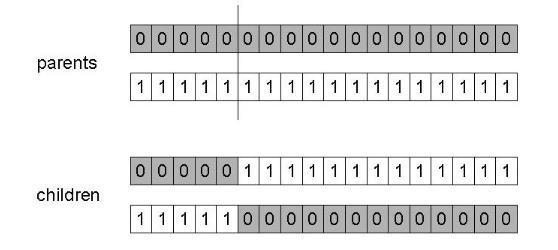 0 0 0 0 0 0 0 0 0 0 0 0 0 0 0 0 0 0
parents
1 1 1 1 1 1 1 1 1 1 1 1 1 1 1 1 1 1
0 0 0 0 0 1 1 1 1 1 1 1 1 1 1 1 1 1
children
1 1 1 1 1 0 0 0 0 0 0 0 0 0 0 0 0 0